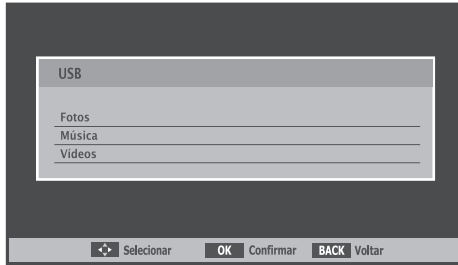 USB
Fotos
Música
Vídeos
Selecionar OK Confirmar BACK Voltar